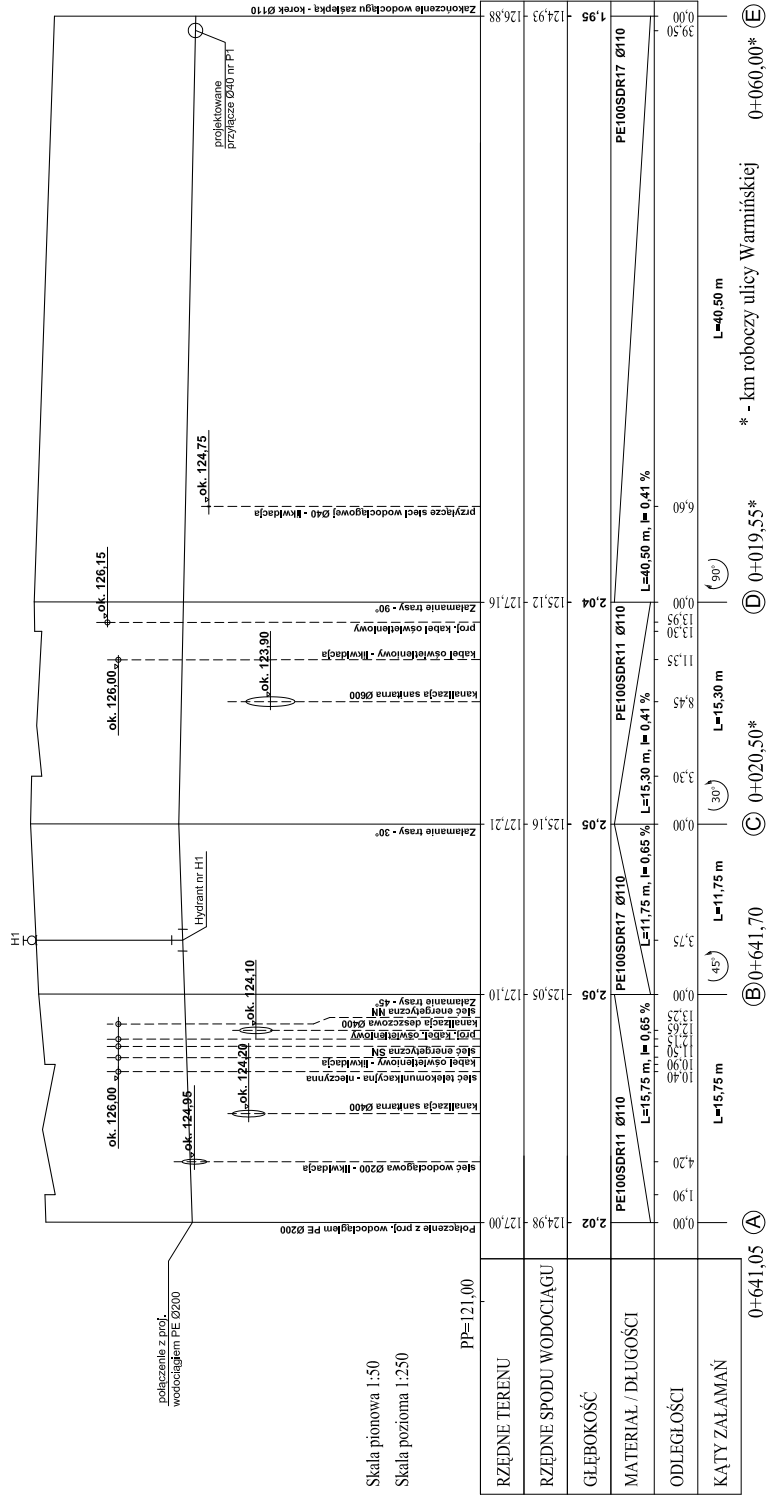 połączenie z proj.
wodociągiem PE Ø200
Skala pionowa 1:50
Skala pozioma 1:250
PP=121,00
H1
Hydrant nr H1
projektowane
przyłącze Ø40 nr P1
ok. 124,95
ok. 126,00
ok. 124,20
ok. 124,10
ok. 126,00
ok. 123,90
ok. 126,15
ok. 124,75
Połączenie z proj. wodociągiem PE Ø200
sieć wodociągowa Ø200 - likwidacja
kanalizacja sanitarna Ø400
sieć telekomunikacyjna - nieczynna
kabel oświetleniowy - likwidacja
sieć energetyczna SN
proj. kabel. oświetleniowy
kanalizacja deszczowa Ø400
sieć energetyczna NN
Załamanie trasy -45°
Załamanie trasy - 30°
kanalizacja sanitarna Ø600
kabel oświetleniowy - likwidacja
proj. kabel oświetleniowy
Załamanie trasy - 90°
przyłącze sieci wodociągowej Ø40 - likwidacja
Zakończenie wodociągu zaślepką - korek Ø110
RZĘDNE TERENU
127,00
127,10
127,21
127,16
126,88
RZĘDNE SPODU WODOCIĄGU
124,98
125,05
125,16
125,12
124,93
GŁĘBOKOŚĆ
2,02
2,05
2,05
2,04
1,95
MATERIAŁ / DŁUGOŚCI
PE100SDR11 Ø110
L=15,75 m, I= 0,65 %
PE100SDR17 Ø110
L=11,75 m, I= 0,65 %
PE100SDR11 Ø110
L=15,30 m, I= 0,41 %
L=40,50 m, I= 0,41 %
PE100SDR17 Ø110
ODLEGŁOŚCI
0,00
1,90
4,20
10,40
10,90
11,50
12,15
12,65
13,25
0,00
3,75
0,00
3,30
8,45
11,35
13,30
13,95
0,00
6,60
39,50
0,00
KĄTY ZAŁAMAŃ
L=15,75 m
45°
L=11,75 m
30°
L=15,30 m
90°
L=40,50 m
0+641,05 A
B 0+641,70
C 0+020,50*
D 0+019,55*
* - km roboczy ulicy Warmińskiej
0+060,00* E